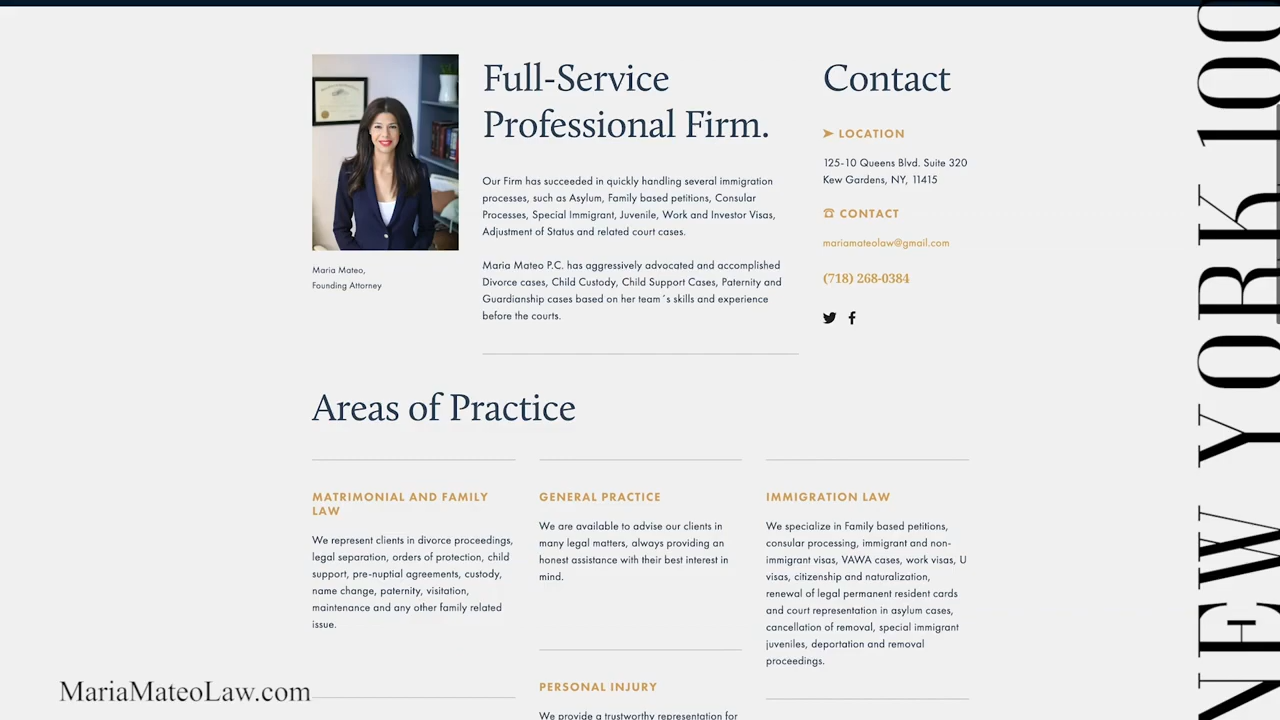 Full-Service
Professional Firm.
Our Firm has succeeded in quickly handling several immigration
processes, such as Asylum, Family based petitions, Consular
Processes, Special Immigrant, Juvenile, Work and Investor Visas,
Adjustment of Status and related court cases.
Maria Mateo P.C. has aggressively advocated and accomplished
Divorce cases, Child Custody, Child Support Cases, Paternity and
Guardianship cases based on her team´s skills and experience
before the courts.
Maria Mateo,
Founding Attorney
Contact
LOCATION
125-10 Queens Blvd. Suite 320
Kew Gardens, NY, 11415
CONTACT
mariamateolaw@gmail.com
(718) 268-0384
Areas of Practice
MATRIMONIAL AND FAMILY
LAW
We represent clients in divorce proceedings,
legal separation, orders of protection, child
support, pre-nuptial agreements, custody,
name change, paternity, visitation,
maintenance and any other family related
issue.
GENERAL PRACTICE
We are available to advise our clients in
many legal matters, always providing an
honest assistance with their best interest in
mind.
PERSONAL INJURY
We provide a trustworthy representation for
IMMIGRATION LAW
We specialize in Family based petitions,
consular processing, immigrant and non-
immigrant visas, VAWA cases, work visas, U
visas, citizenship and naturalization,
renewal of legal permanent resident cards
and court representation in asylum cases,
cancellation of removal, special immigrant
juveniles, deportation and removal
proceedings.
MariaMateoLaw.com
NEW YORK 100